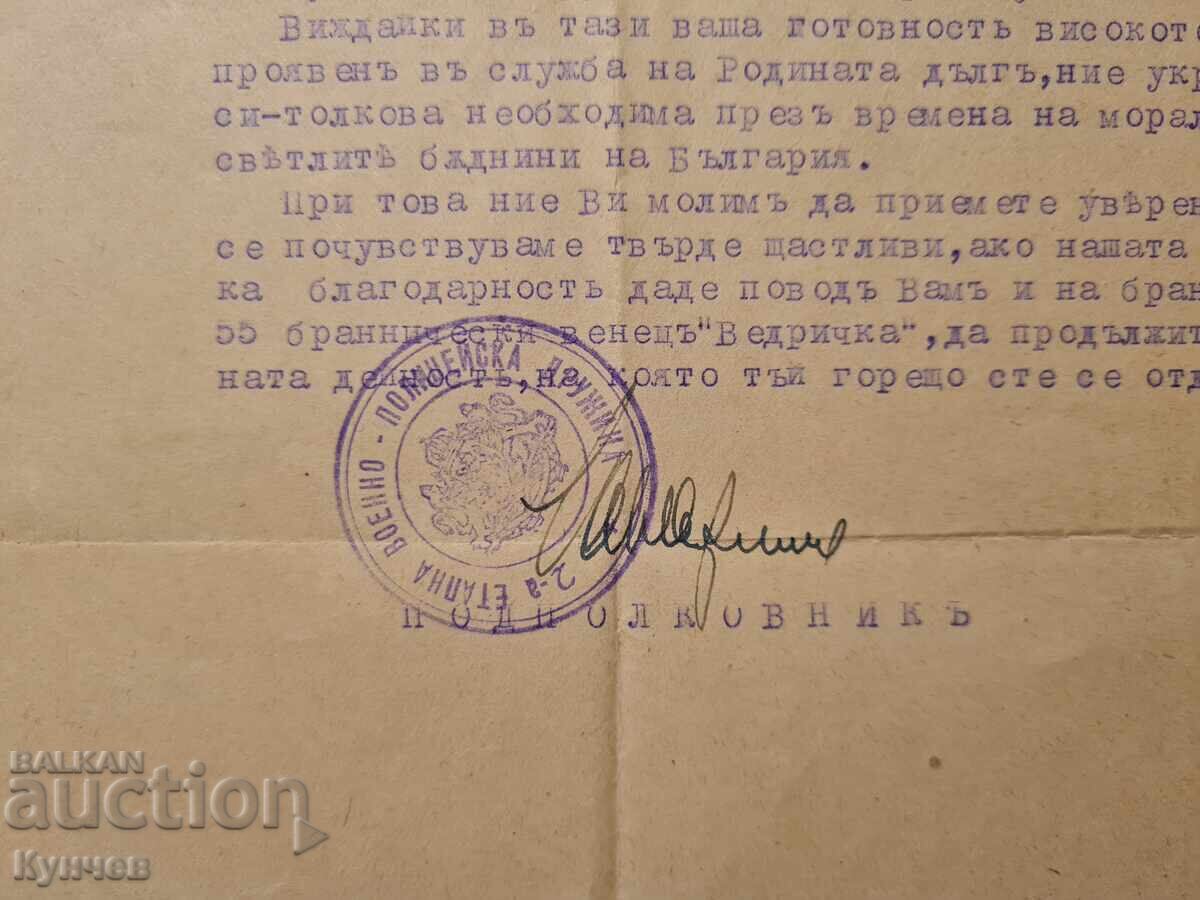 Виждайки въ тази ваша готовность високото
проявенъ въ служба на Родината дългъ,ние укр
си-толкова необходима презъ времена на морал
свѣтлитѣ бѫднини на България.
При това ние Ви молимъ да приемете увѣрен
се почувствуваме твърде щастливи,ако нашата
ка благодарность даде поводъ Вамъ и на бран
55 браннически венецъ"Ведричка",да продължит
ната дейность,на която тъй горещо сте се отд
2-а ЕТАПНА ВОЕННО - ПОЛИЦЕЙСКА ДРУЖИНА
ПОДПОЛКОВНИКЪ
BALKAN
auction
Кунчев